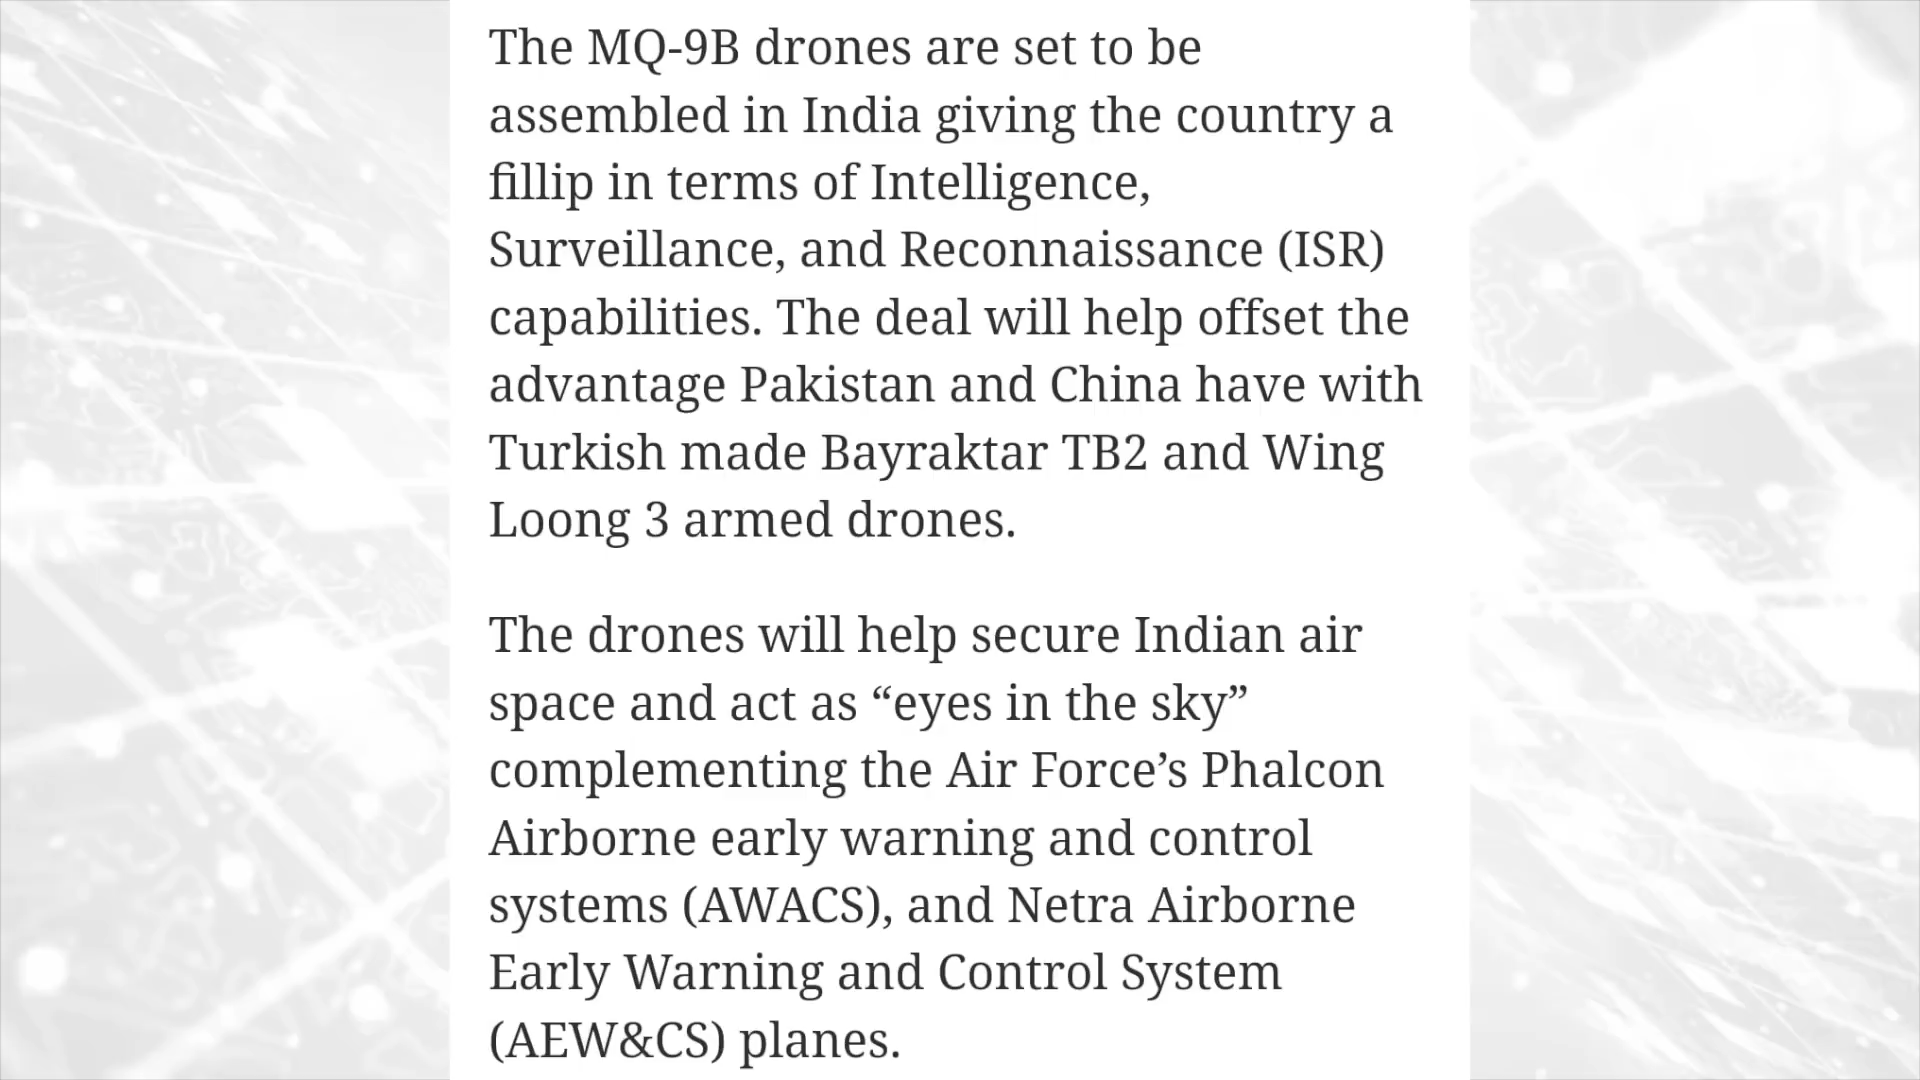 The MQ-9B drones are set to be
assembled in India giving the country a
fillip in terms of Intelligence,
Surveillance, and Reconnaissance (ISR)
capabilities. The deal will help offset the
advantage Pakistan and China have with
Turkish made Bayraktar TB2 and Wing
Loong 3 armed drones.
The drones will help secure Indian air
space and act as “eyes in the sky”
complementing the Air Force’s Phalcon
Airborne early warning and control
systems (AWACS), and Netra Airborne
Early Warning and Control System
(AEW&CS) planes.